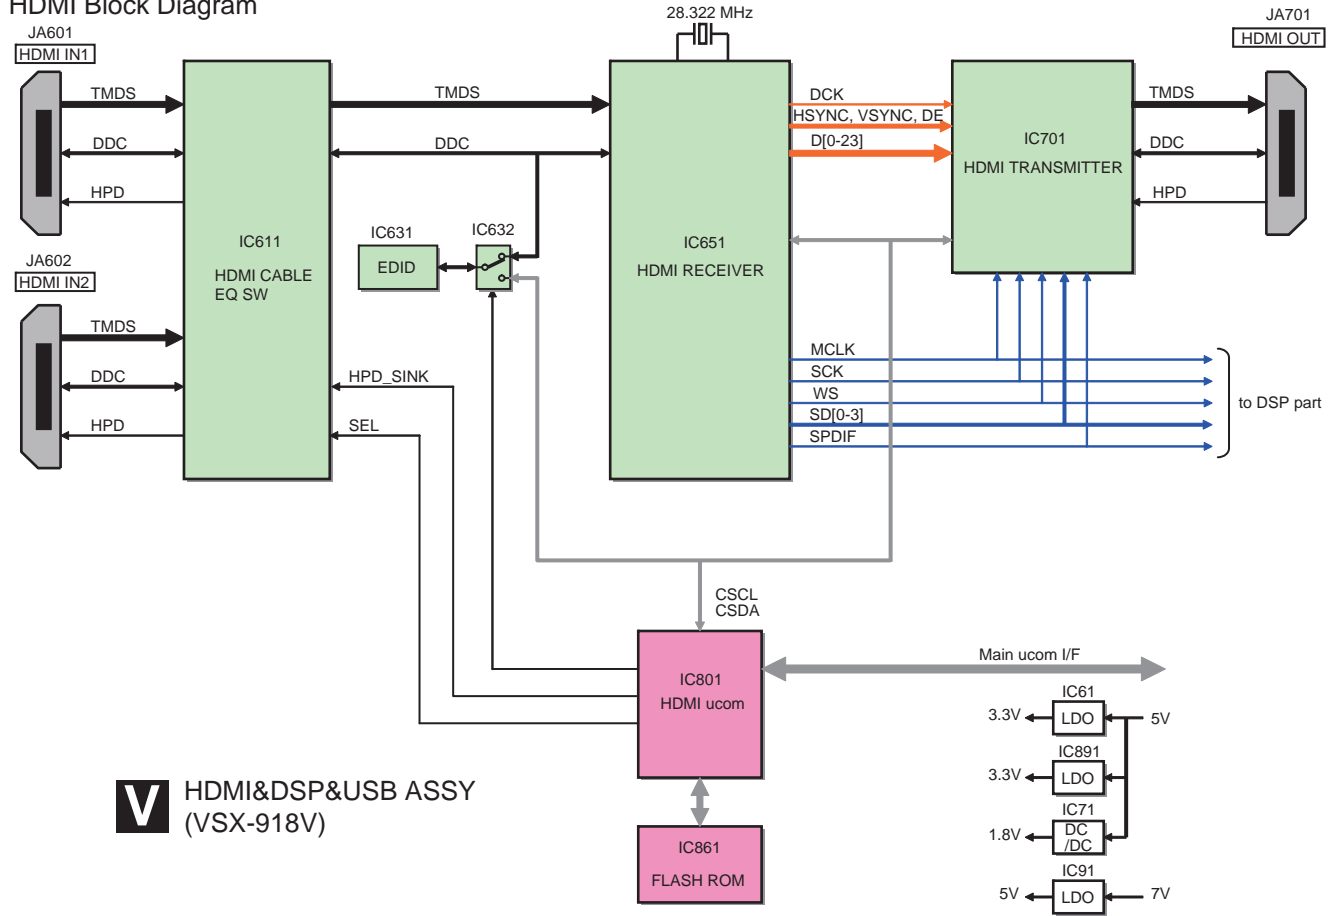 HDMI Block Diagram
JA601
HDMI IN1
TMDS
DDC
HPD
JA602
HDMI IN2
TMDS
DDC
HPD
IC611
HDMI CABLE
EQ SW
TMDS
DDC
IC631
EDID
IC632
HPD_SINK
SEL
28.322 MHz
IC651
HDMI RECEIVER
DCK
HSYNC, VSYNC, DE
D[0-23]
IC701
HDMI TRANSMITTER
JA701
HDMI OUT
TMDS
DDC
HPD
MCLK
SCK
WS
SD[0-3]
SPDIF
to DSP part
CSCL
CSDA
IC801
HDMI ucom
Main ucom I/F
IC861
FLASH ROM
IC61
3.3V
LDO
5V
IC891
3.3V
LDO
IC71
1.8V
DC
/DC
IC91
5V
LDO
7V
V
HDMI&DSP&USB ASSY
(VSX-918V)